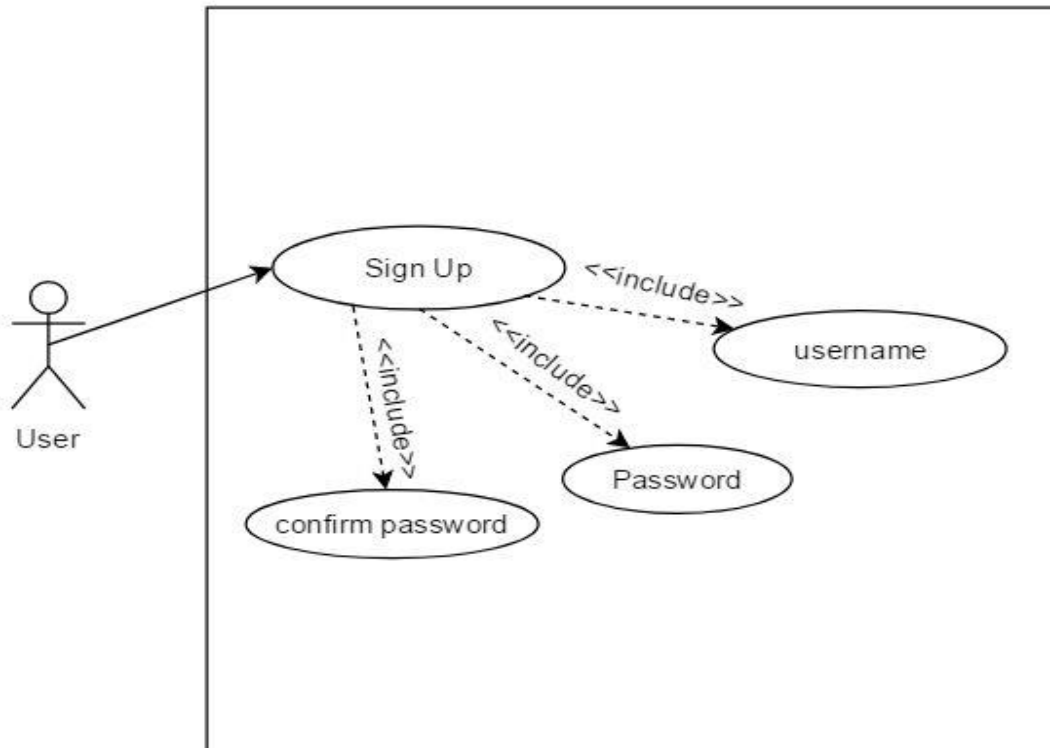 Sign Up
<<include>>
username
<<include>>
<<include>>
User
Password
confirm password